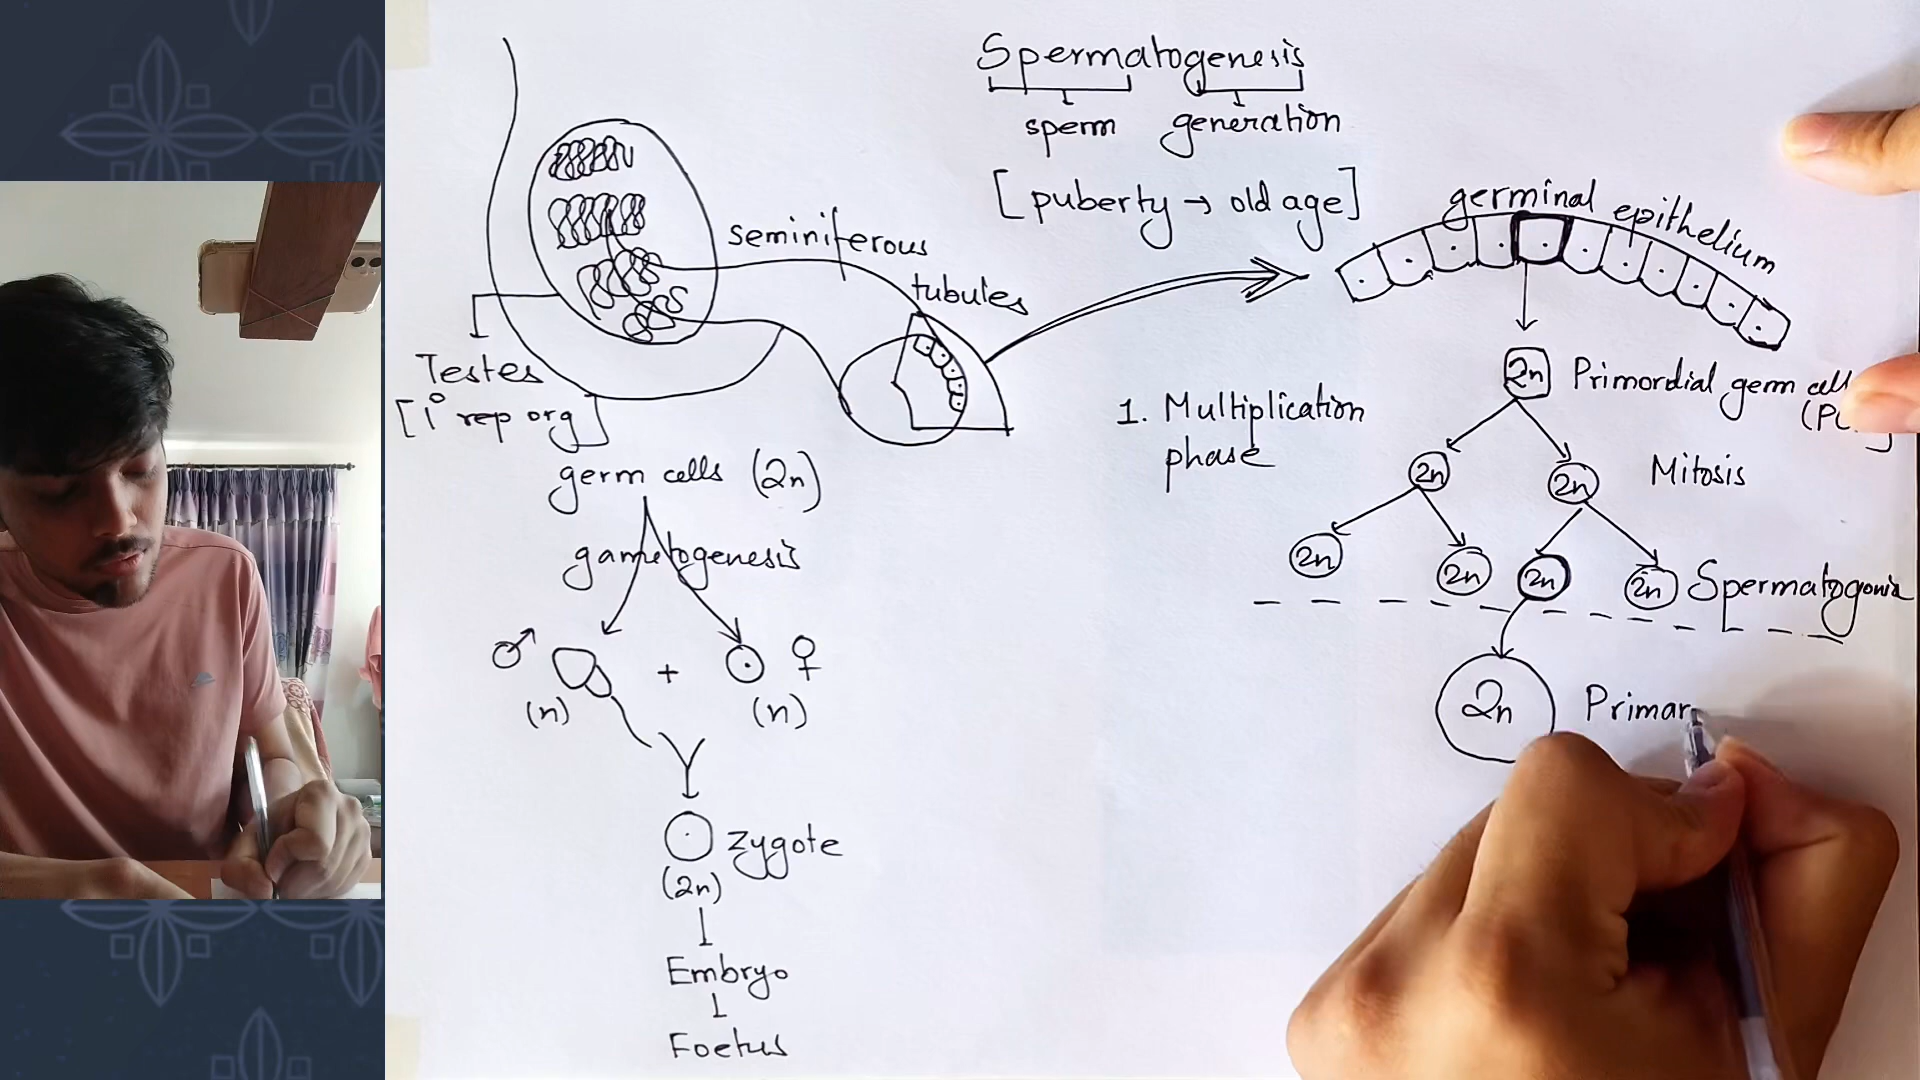 Spermatogenesis
sperm generation
[puberty → old age]
seminiferous
tubules
Testes
[1° rep org]
germ cells (2n)
gametogenesis
♂ + ♀
(n) (n)
zygote
(2n)
Embryo
Foetus
germinal epithelium
2n Primordial germ cell
1. Multiplication
phase
2n 2n Mitosis
2n 2n 2n 2n Spermatogonia
2n Primar